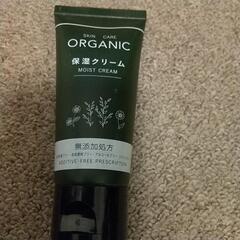 SKIN CARE
ORGANIC
保湿クリーム
MOIST CREAM
無添加処方
ADDITIVE-FREE PRESCRIPTION